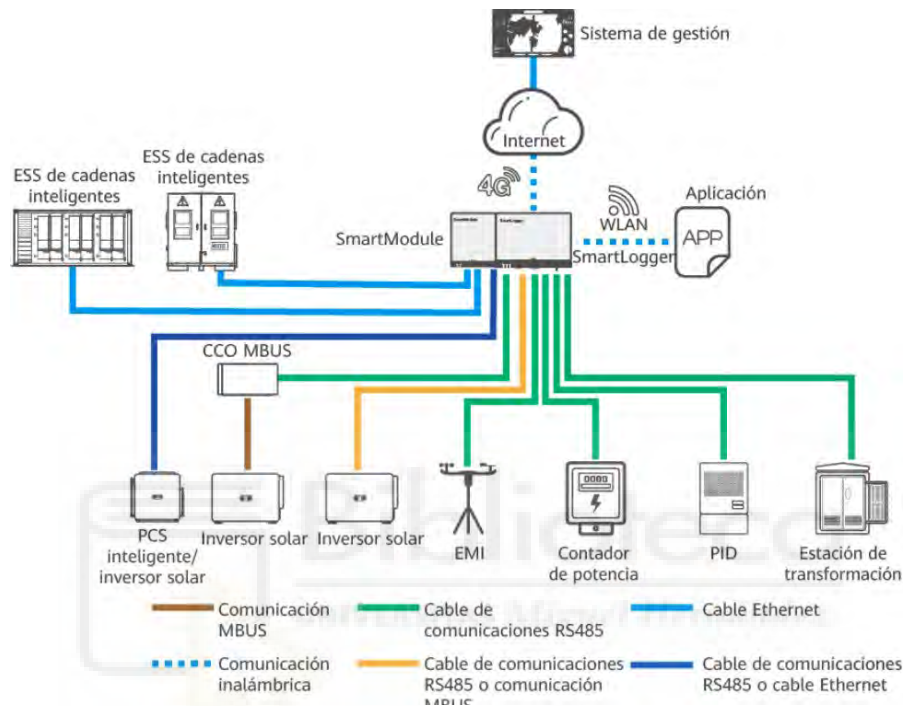 Sistema de gestión
Internet
4G
ESS de cadenas
inteligentes
ESS de cadenas
inteligentes
SmartModule
WLAN
SmartLogger
Aplicación
APP
CCO MBUS
PCS
inteligente/
inversor solar
Inversor solar
Inversor solar
EMI
Contador
de potencia
PID
Estación de
transformación
Biblioteca
Comunicación
MBUS
Cable de
comunicaciones RS485
Cable Ethernet
Comunicación
inalámbrica
Cable de comunicaciones
RS485 o comunicación
MBUS
Cable de comunicaciones
RS485 o cable Ethernet